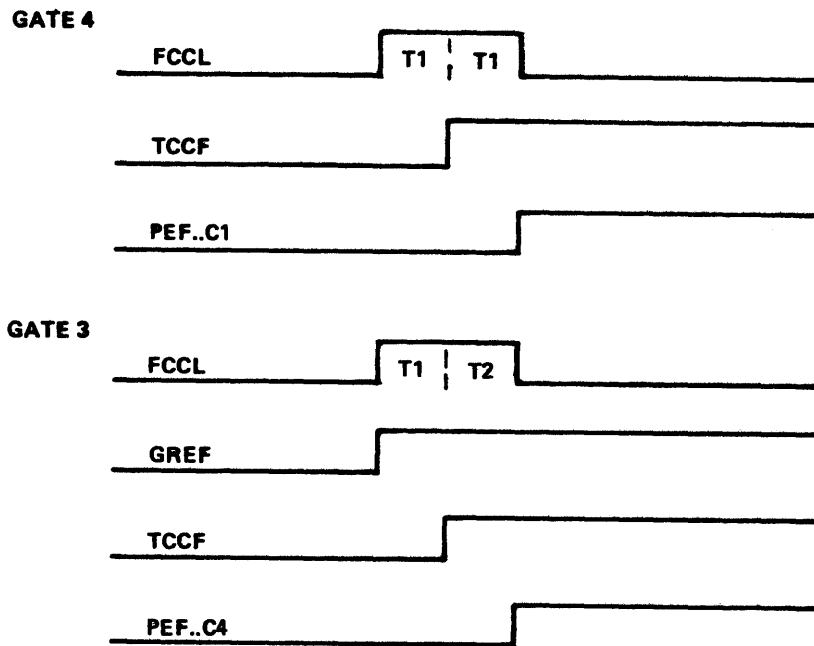 GATE 4
FCCL T1 T1
TCCF
PEF..C1
GATE 3
FCCL T1 T2
GREF
TCCF
PEF..C4